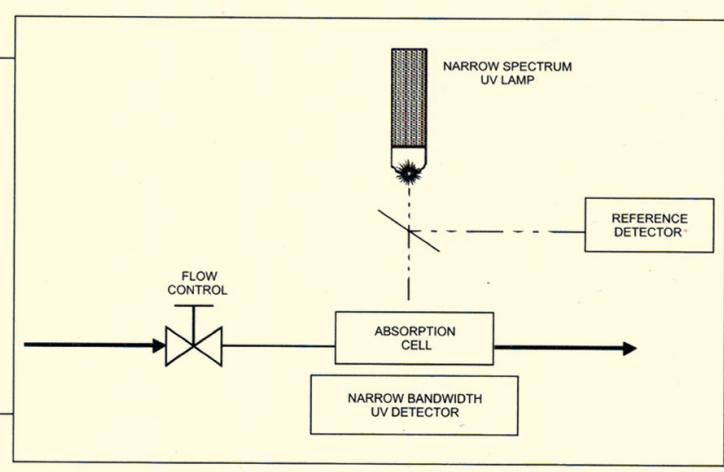 NARROW SPECTRUM
UV LAMP
REFERENCE
DETECTOR
FLOW
CONTROL
ABSORPTION
CELL
NARROW BANDWIDTH
UV DETECTOR